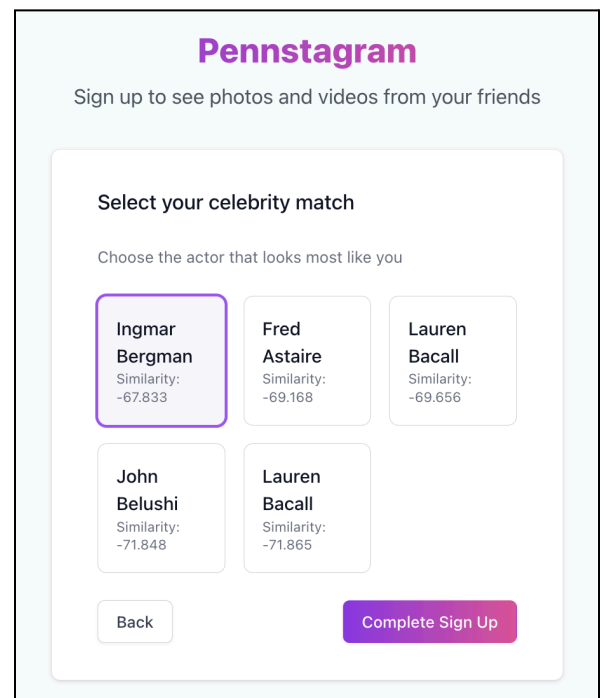 Pennstagram
Sign up to see photos and videos from your friends
Select your celebrity match
Choose the actor that looks most like you
Ingmar
Bergman
Similarity:
-67.833
Fred
Astaire
Similarity:
-69.168
Lauren
Bacall
Similarity:
-69.656
John
Belushi
Similarity:
-71.848
Lauren
Bacall
Similarity:
-71.865
Back
Complete Sign Up